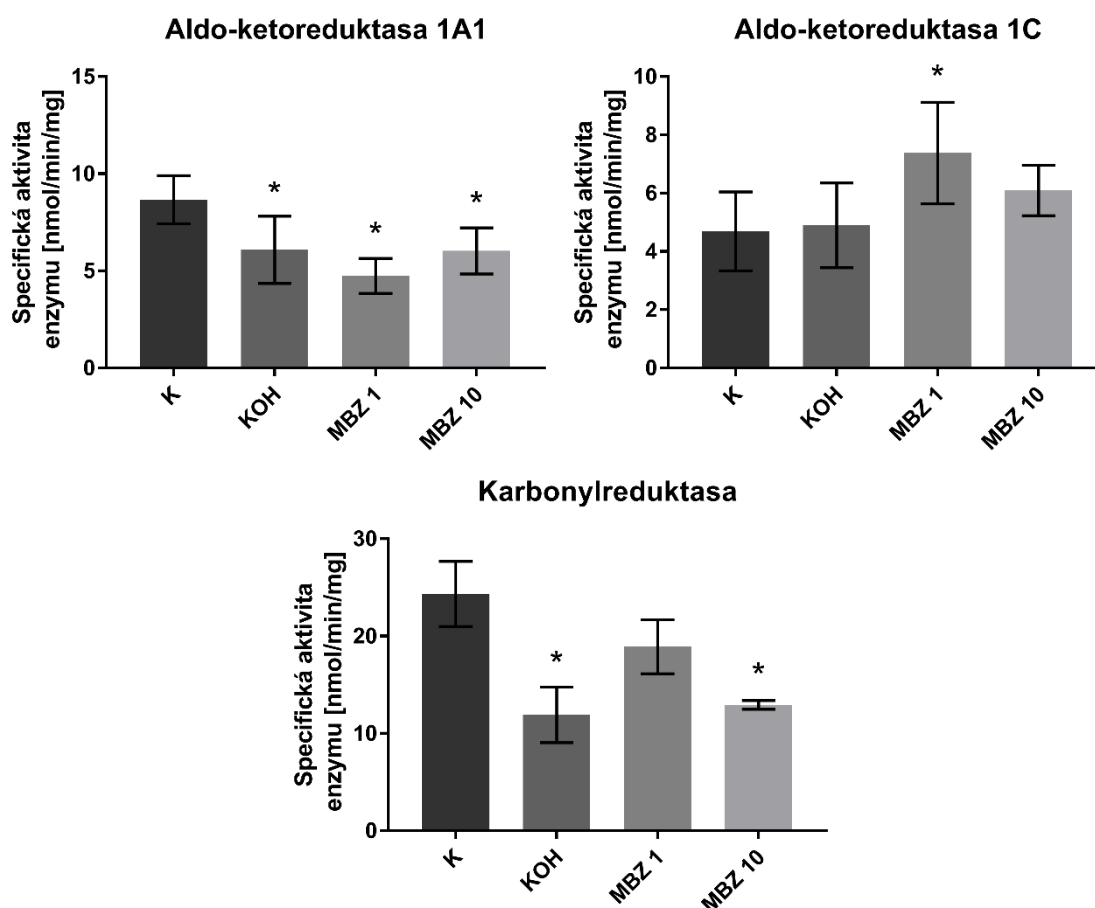 Aldo-ketoreduktasa 1A1
Specifická aktivita
enzymu [nmol/min/mg]
15
10
5
0
*
*
*
K
KOH
MBZ 1
MBZ 10
Aldo-ketoreduktasa 1C
Specifická aktivita
enzymu [nmol/min/mg]
10
8
6
4
2
0
*
K
KOH
MBZ 1
MBZ 10
Karbonylreduktasa
Specifická aktivita
enzymu [nmol/min/mg]
30
20
10
0
*
*
K
KOH
MBZ 1
MBZ 10